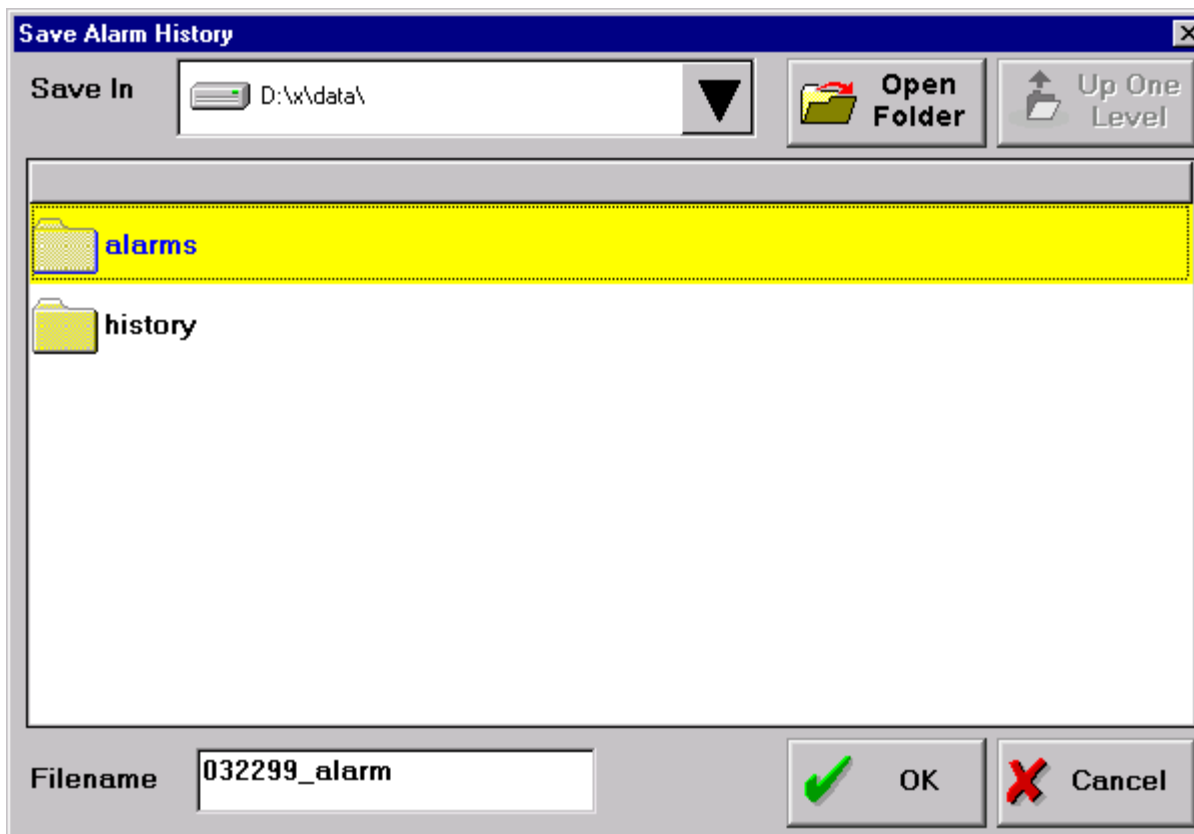 Save Alarm History
Save In
D:\x\data\
Open
Folder
Up One
Level
alarms
history
Filename
032299_alarm
OK
Cancel